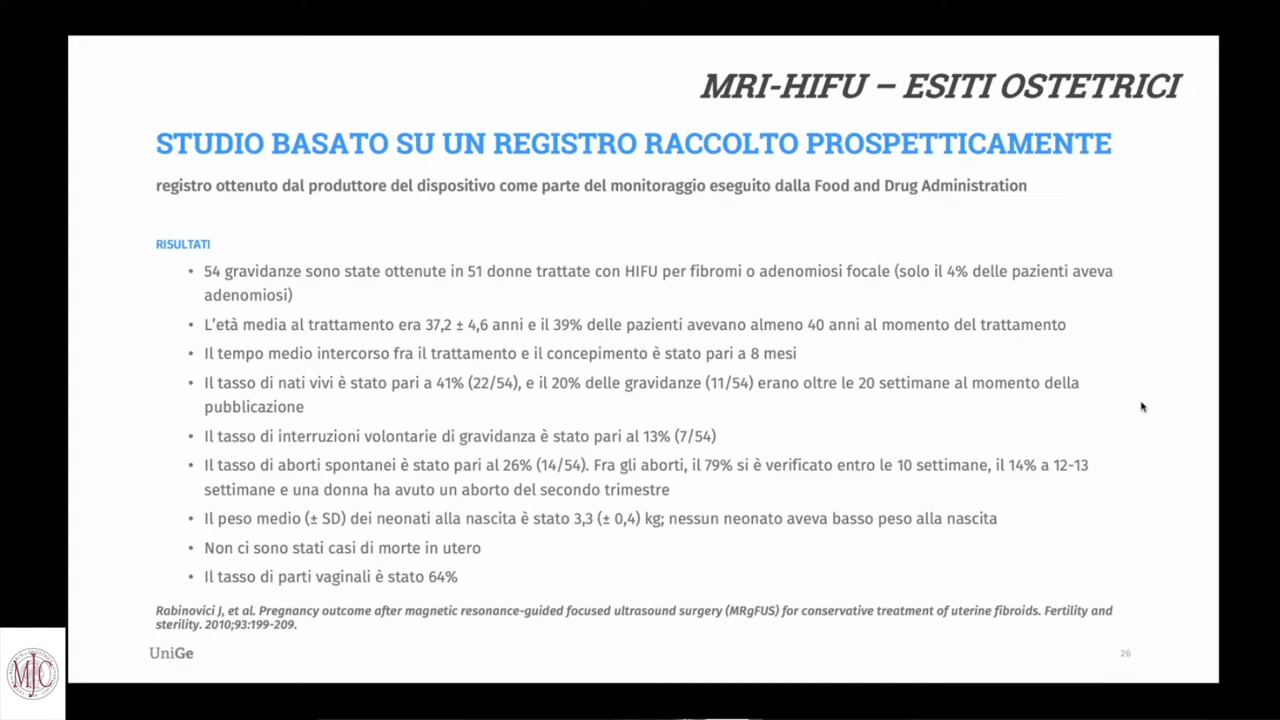 MRI-HIFU – ESITI OSTETRICI
STUDIO BASATO SU UN REGISTRO RACCOLTO PROSPETTICAMENTE
registro ottenuto dal produttore del dispositivo come parte del monitoraggio eseguito dalla Food and Drug Administration
RISULTATI
• 54 gravidanze sono state ottenute in 51 donne trattate con HIFU per fibromi o adenomiosi focale (solo il 4% delle pazienti aveva
adenomiosi)
• L'età media al trattamento era 37,2 ± 4,6 anni e il 39% delle pazienti avevano almeno 40 anni al momento del trattamento
• Il tempo medio intercorso fra il trattamento e il concepimento è stato pari a 8 mesi
• Il tasso di nati vivi è stato pari a 41% (22/54), e il 20% delle gravidanze (11/54) erano oltre le 20 settimane al momento della
pubblicazione
• Il tasso di interruzioni volontarie di gravidanza è stato pari al 13% (7/54)
• Il tasso di aborti spontanei è stato pari al 26% (14/54). Fra gli aborti, il 79% si è verificato entro le 10 settimane, il 14% a 12-13
settimane e una donna ha avuto un aborto del secondo trimestre
• Il peso medio (± SD) dei neonati alla nascita è stato 3,3 (± 0,4) kg; nessun neonato aveva basso peso alla nascita
• Non ci sono stati casi di morte in utero
• Il tasso di parti vaginali è stato 64%
Rabinovici J, et al. Pregnancy outcome after magnetic resonance-guided focused ultrasound surgery (MRgFUS) for conservative treatment of uterine fibroids. Fertility and
sterility. 2010;93:199-209.
UniGe
26
MJC